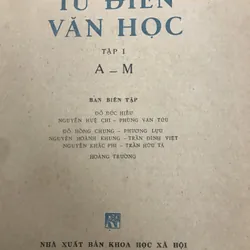 TỪ ĐIỂN
VĂN HỌC
TẬP I
A – M
BAN BIÊN TẬP
ĐỖ ĐỨC HIỂU
NGUYỄN HUỆ CHI – PHÙNG VĂN TỬU
ĐỖ HỒNG CHUNG – PHƯƠNG LỰU
NGUYỄN HOÀNH KHUNG – TRẦN ĐÌNH VIỆT
NGUYỄN KHẮC PHI – TRẦN HỮU TÁ
HOÀNG TRƯỜNG
NHÀ XUẤT BẢN KHOA HỌC XÃ HỘI